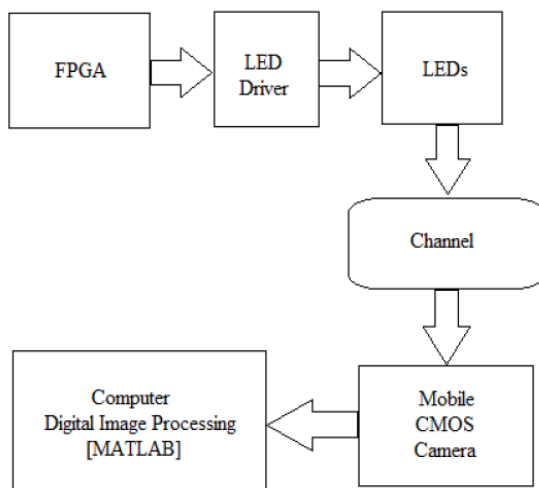 FPGA
LED
Driver
LEDs
Channel
Mobile
CMOS
Camera
Computer
Digital Image Processing
[MATLAB]